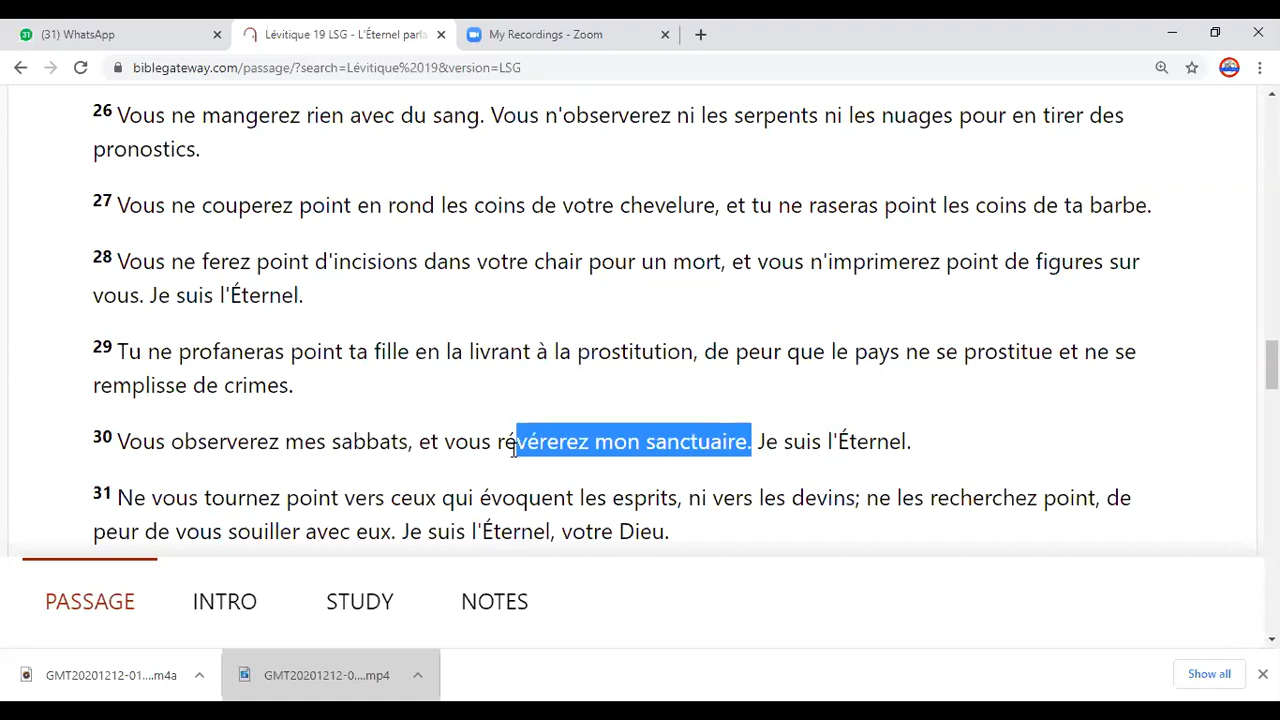 (31) WhatsApp
Lévitique 19 LSG - L'Éternel parla
My Recordings - Zoom
biblegateway.com/passage/?search=Lévitique%2019&version=LSG
26 Vous ne mangerez rien avec du sang. Vous n'observerez ni les serpents ni les nuages pour en tirer des
pronostics.
27 Vous ne couperez point en rond les coins de votre chevelure, et tu ne raseras point les coins de ta barbe.
28 Vous ne ferez point d'incisions dans votre chair pour un mort, et vous n'imprimerez point de figures sur
vous. Je suis l'Éternel.
29 Tu ne profaneras point ta fille en la livrant à la prostitution, de peur que le pays ne se prostitue et ne se
remplisse de crimes.
30 Vous observerez mes sabbats, et vous révérerez mon sanctuaire. Je suis l'Éternel.
31 Ne vous tournez point vers ceux qui évoquent les esprits, ni vers les devins; ne les recherchez point, de
peur de vous souiller avec eux. Je suis l'Éternel, votre Dieu.
PASSAGE INTRO STUDY NOTES
GMT20201212-01....m4a
GMT20201212-0....mp4
Show all